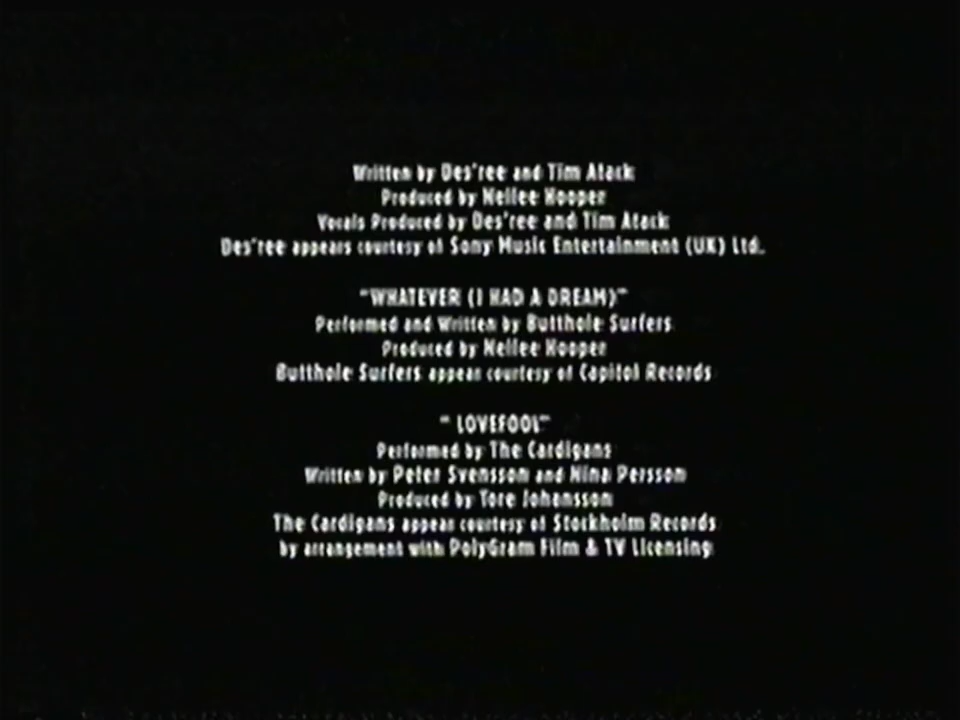 Written by Des'ree and Tim Atack
Produced by Nellee Hooper
Vocals Produced by Des'ree and Tim Atack
Des'ree appears courtesy of Sony Music Entertainment (UK) Ltd.
"WHATEVER (I HAD A DREAM)"
Performed and Written by Butthole Surfers
Produced by Nellee Hooper
Butthole Surfers appear courtesy of Capitol Records
" LOVEFOOL"
Performed by The Cardigans
Written by Peter Svensson and Nina Persson
Produced by Tore Johansson
The Cardigans appear courtesy of Stockholm Records
by arrangement with PolyGram Film & TV Licensing